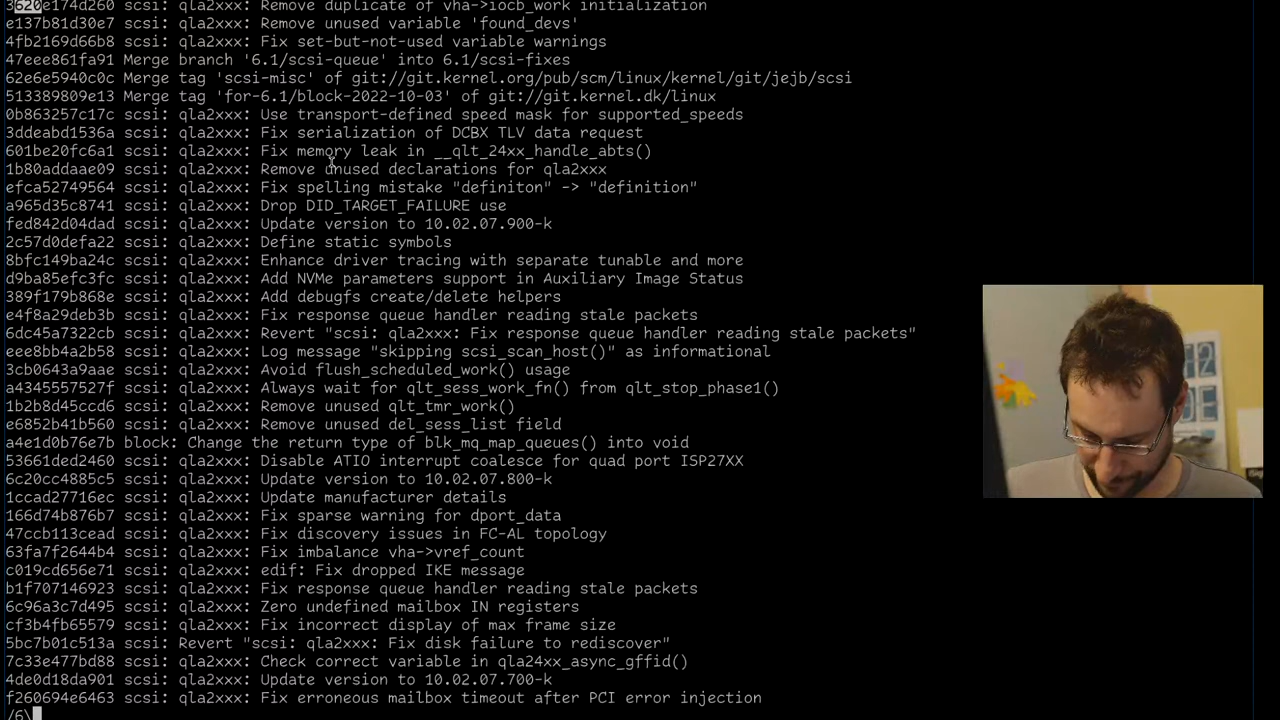 3620e174d260 scsi: qla2xxx: Remove duplicate of vha->iocb_work initialization
e137b81d30e7 scsi: qla2xxx: Remove unused variable 'found_devs'
4fb2169d66b8 scsi: qla2xxx: Fix set-but-not-used variable warnings
47eee861fa91 Merge branch '6.1/scsi-queue' into 6.1/scsi-fixes
62e6e5940c0c Merge tag 'scsi-misc' of git://git.kernel.org/pub/scm/linux/kernel/git/jejb/scsi
513389809e13 Merge tag 'for-6.1/block-2022-10-03' of git://git.kernel.dk/linux
0b863257c17c scsi: qla2xxx: Use transport-defined speed mask for supported_speeds
3ddeabd1536a scsi: qla2xxx: Fix serialization of DCBX TLV data request
601be20fc6a1 scsi: qla2xxx: Fix memory leak in __qlt_24xx_handle_abts()
1b80addaae09 scsi: qla2xxx: Remove unused declarations for qla2xxx
efca52749564 scsi: qla2xxx: Fix spelling mistake "definiton" -> "definition"
a965d35c8741 scsi: qla2xxx: Drop DID_TARGET_FAILURE use
fed842d04dad scsi: qla2xxx: Update version to 10.02.07.900-k
2c57d0defa22 scsi: qla2xxx: Define static symbols
8bfc149ba24c scsi: qla2xxx: Enhance driver tracing with separate tunable and more
d9ba85efc3fc scsi: qla2xxx: Add NVMe parameters support in Auxiliary Image Status
389f179b868e scsi: qla2xxx: Add debugfs create/delete helpers
e4f8a29deb3b scsi: qla2xxx: Fix response queue handler reading stale packets
6dc45a7322cb scsi: qla2xxx: Revert "scsi: qla2xxx: Fix response queue handler reading stale packets"
eee8bb4a2b58 scsi: qla2xxx: Log message "skipping scsi_scan_host()" as informational
3cb0643a9aae scsi: qla2xxx: Avoid flush_scheduled_work() usage
a4345557527f scsi: qla2xxx: Always wait for qlt_sess_work_fn() from qlt_stop_phase1()
1b2b8d45ccd6 scsi: qla2xxx: Remove unused qlt_tmr_work()
e6852b41b560 scsi: qla2xxx: Remove unused del_sess_list field
a4e1d0b76e7b block: Change the return type of blk_mq_map_queues() into void
53661ded2460 scsi: qla2xxx: Disable ATIO interrupt coalesce for quad port ISP27XX
6c20cc4885c5 scsi: qla2xxx: Update version to 10.02.07.800-k
1ccad27716ec scsi: qla2xxx: Update manufacturer details
166d74b876b7 scsi: qla2xxx: Fix sparse warning for dport_data
47ccb113cead scsi: qla2xxx: Fix discovery issues in FC-AL topology
63fa7f2644b4 scsi: qla2xxx: Fix imbalance vha->vref_count
c019cd656e71 scsi: qla2xxx: edif: Fix dropped IKE message
b1f707146923 scsi: qla2xxx: Fix response queue handler reading stale packets
6c96a3c7d495 scsi: qla2xxx: Zero undefined mailbox IN registers
cf3b4fb65579 scsi: qla2xxx: Fix incorrect display of max frame size
5bc7b01c513a scsi: Revert "scsi: qla2xxx: Fix disk failure to rediscover"
7c33e477bd88 scsi: qla2xxx: Check correct variable in qla24xx_async_gffid()
4de0d18da901 scsi: qla2xxx: Update version to 10.02.07.700-k
f260694e6463 scsi: qla2xxx: Fix erroneous mailbox timeout after PCI error injection
/6\